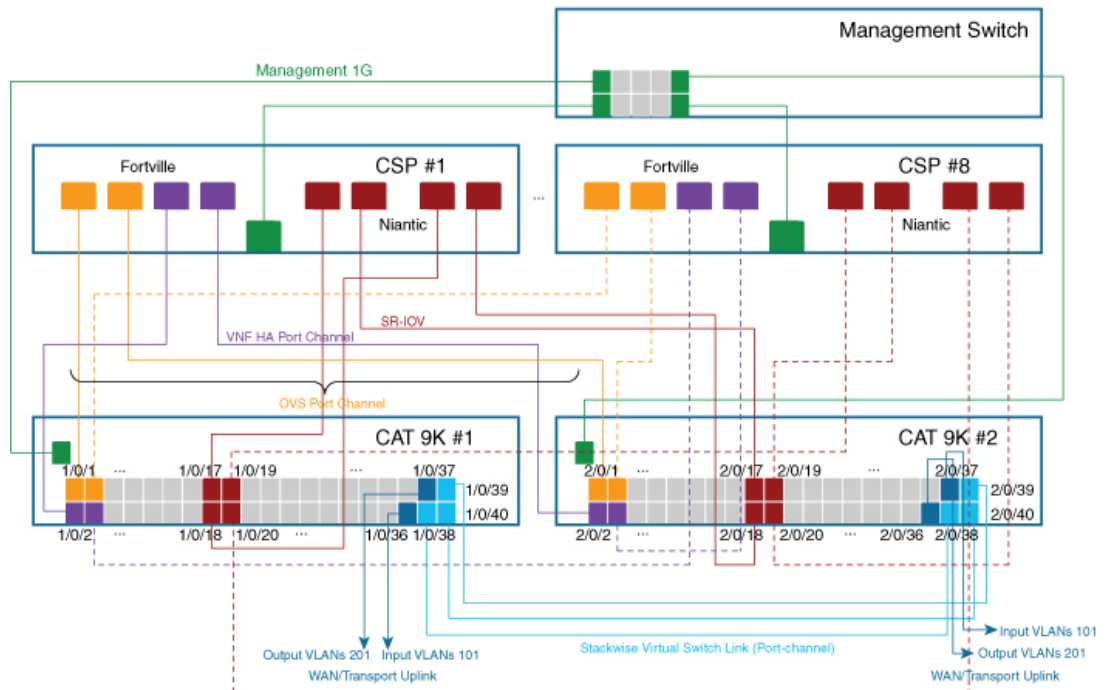 Management Switch
Management 1G
Fortville
CSP #1
Niantic
...
Fortville
CSP #8
Niantic
SR-IOV
VNF HA Port Channel
OVS Port Channel
CAT 9K #1
1/0/1 ... 1/0/17 1/0/19 ... 1/0/37
1/0/39
1/0/40
1/0/2 ... 1/0/18 1/0/20 ... 1/0/36 1/0/38
CAT 9K #2
2/0/1 ... 2/0/17 2/0/19 ... 2/0/37
2/0/39
2/0/40
2/0/2 ... 2/0/18 2/0/20 ... 2/0/36 2/0/38
Output VLANs 201 Input VLANs 101
WAN/Transport Uplink
Stackwise Virtual Switch Link (Port-channel)
Input VLANs 101
Output VLANs 201
WAN/Transport Uplink